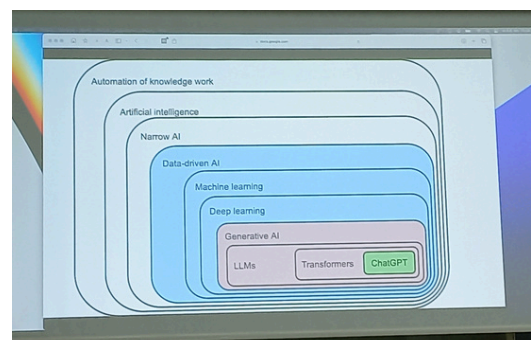 Automation of knowledge work
Artificial intelligence
Narrow AI
Data-driven AI
Machine learning
Deep learning
Generative AI
LLMs
Transformers
ChatGPT